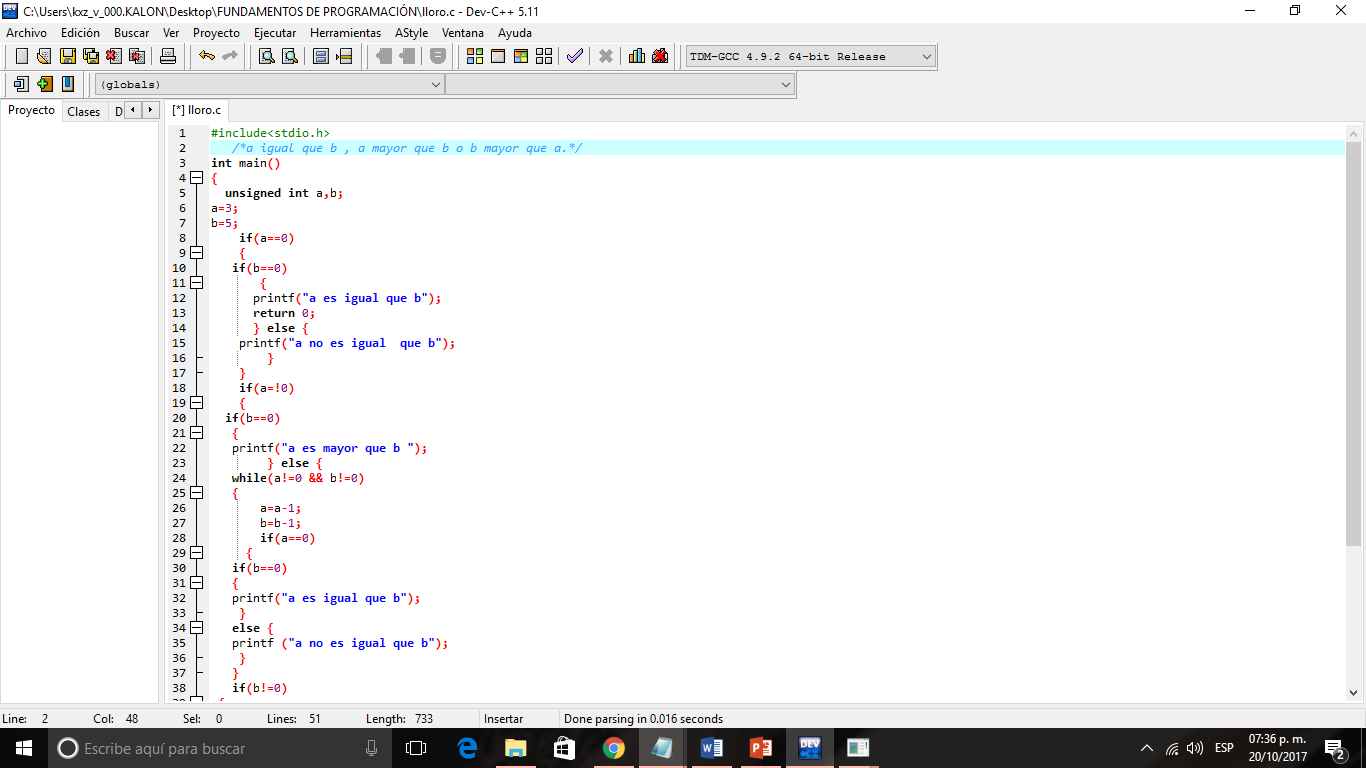 C:\Users\kxz_v_000.KALON\Desktop\FUNDAMENTOS DE PROGRAMACIÓN\lloro.c - Dev-C++ 5.11
Archivo Edición Buscar Ver Proyecto Ejecutar Herramientas AStyle Ventana Ayuda
TDM-GCC 4.9.2 64-bit Release
(globals)
Proyecto Clases D [*] lloro.c
1 #include<stdio.h>
2 /*a igual que b , a mayor que b o b mayor que a.*/
3 int main()
4 {
5 unsigned int a,b;
6 a=3;
7 b=5;
8 if(a==0)
9 {
10 if(b==0)
11 {
12 printf("a es igual que b");
13 return 0;
14 } else {
15 printf("a no es igual  que b");
16 }
17 }
18 if(a=!0)
19 {
20 if(b==0)
21 {
22 printf("a es mayor que b ");
23 } else {
24 while(a!=0 && b!=0)
25 {
26 a=a-1;
27 b=b-1;
28 if(a==0)
29 {
30 if(b==0)
31 {
32 printf("a es igual que b");
33 }
34 else {
35 printf ("a no es igual que b");
36 }
37 }
38 if(b!=0)
Line: 2 Col: 48 Sel: 0 Lines: 51 Length: 733 Insertar Done parsing in 0.016 seconds
Escribe aquí para buscar
ESP
07:36 p. m.
20/10/2017
2